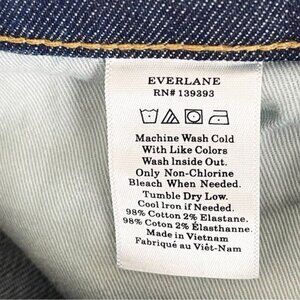 EVERLANE
RN# 139393
Machine Wash Cold
With Like Colors
Wash Inside Out.
Only Non-Chlorine
Bleach When Needed.
Tumble Dry Low.
Cool Iron if Needed.
98% Coton 2% Elastane.
98% Coton 2% Élasthanne.
Made in Vietnam
Fabriqué au Viêt-Nam